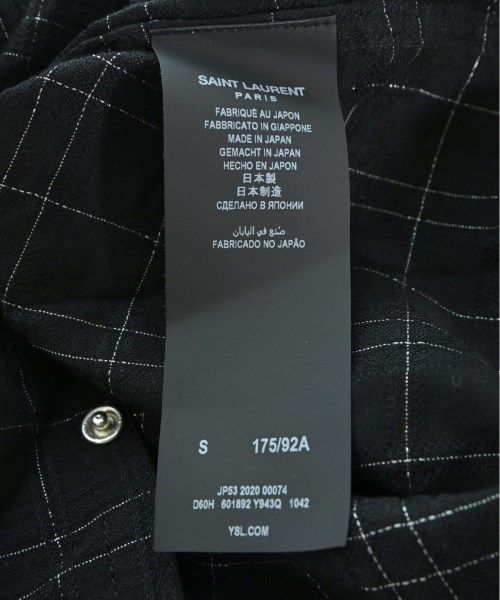 SAINT LAURENT
PARIS
FABRIQUÉ AU JAPON
FABBRICATO IN GIAPPONE
MADE IN JAPAN
GEMACHT IN JAPAN
HECHO EN JAPÓN
日本製
日本制造
СДЕЛАНО В ЯПОНИИ
صُنع في اليابان
FABRICADO NO JAPÃO
S 175/92A
JP53 2020 00074
D60H 601892 Y943Q 1042
YSL.COM